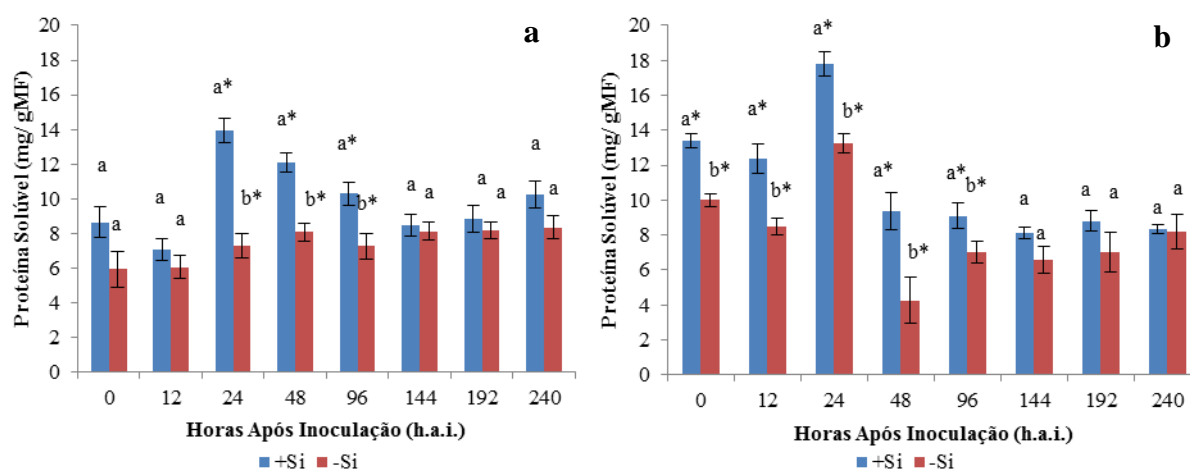 a
Proteína Solúvel (mg/ gMF)
20
18
16
14
12
10
8
6
4
2
0
a a
a a
a* b*
a* b*
a* b*
a a
a a
a a
0 12 24 48 96 144 192 240
Horas Após Inoculação (h.a.i.)
+Si -Si
b
Proteína Solúvel (mg/ gMF)
20
18
16
14
12
10
8
6
4
2
0
a* b*
a* b*
a* b*
a* b*
a* b*
a a
a a
a a
0 12 24 48 96 144 192 240
Horas Após Inoculação (h.a.i.)
+Si -Si